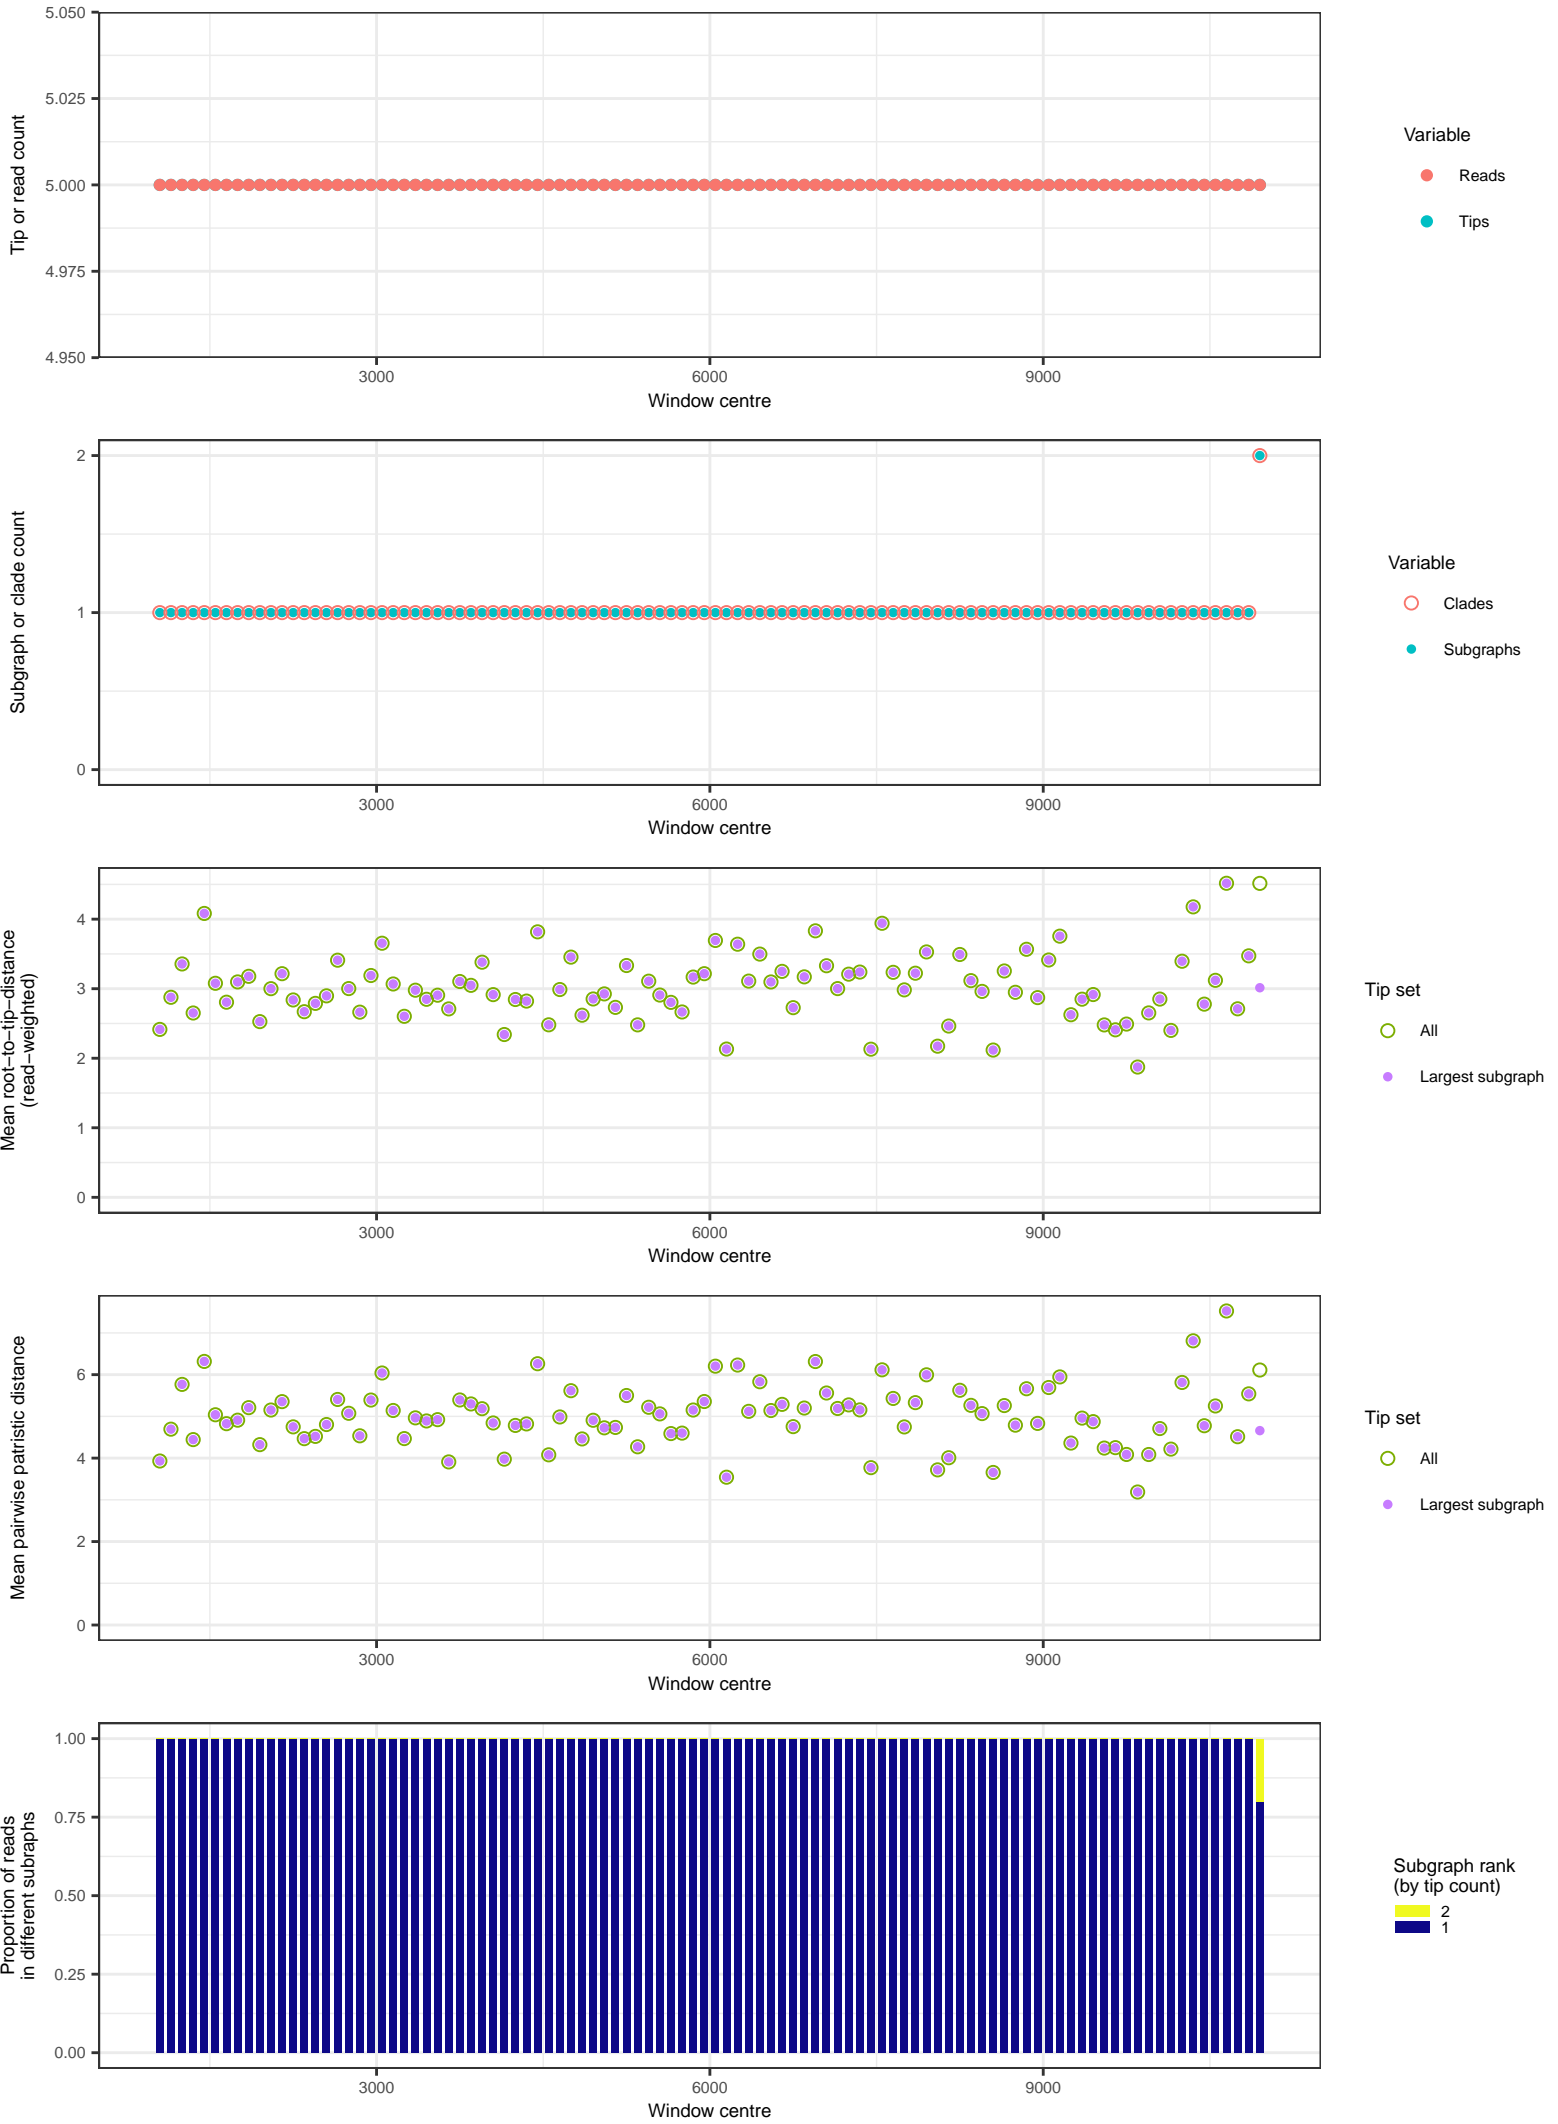 5.050
5.025
5.000
4.975
4.950
Tip or read count
3000
6000
9000
Window centre
Variable
Reads
Tips
2
1
0
Subgraph or clade count
3000
6000
9000
Window centre
Variable
Clades
Subgraphs
4
3
2
1
0
Mean root-to-tip-distance
(read-weighted)
3000
6000
9000
Window centre
Tip set
All
Largest subgraph
6
4
2
0
Mean pairwise patristic distance
3000
6000
9000
Window centre
Tip set
All
Largest subgraph
1.00
0.75
0.50
0.25
0.00
Proportion of reads
in different subraphs
3000
6000
9000
Window centre
Subgraph rank
(by tip count)
2
1